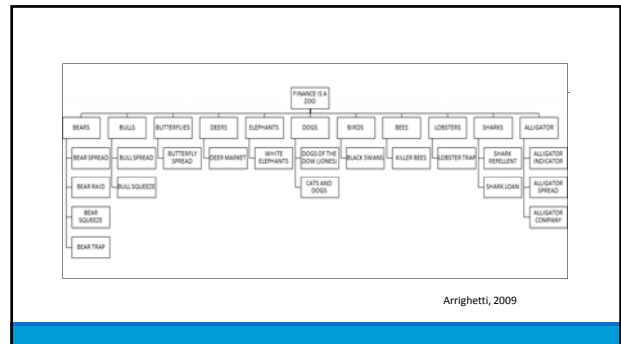 FINANCE IS A
ZOO
BEARS
BULLS
BUTTERFLIES
DEERS
ELEPHANTS
DOGS
BIRDS
BEES
LOBSTERS
SHARKS
ALLIGATOR
BEAR SPREAD
BULL SPREAD
BUTTERFLY
SPREAD
DEER MARKET
WHITE
ELEPHANTS
DOGS OF THE
DOW (JONES)
BLACK SWANS
KILLER BEES
LOBSTER TRAP
SHARK
REPELLENT
ALLIGATOR
INDICATOR
BEAR RAID
BULL SQUEEZE
CATS AND
DOGS
SHARK LOAN
ALLIGATOR
SPREAD
BEAR
SQUEEZE
ALLIGATOR
COMPANY
BEAR TRAP
Arrighetti, 2009